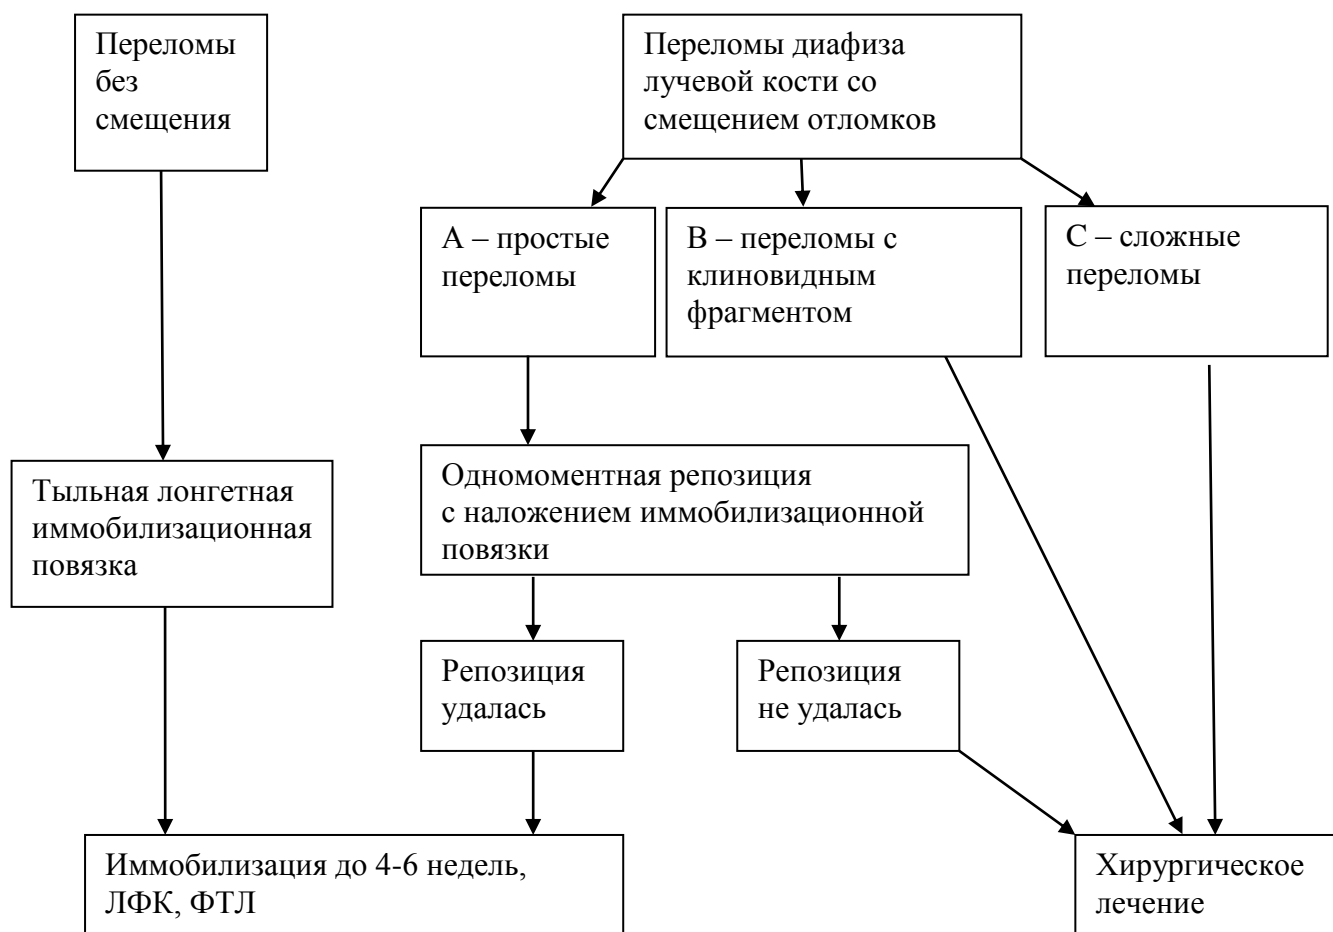 Переломы
без
смещения
Переломы диафиза
лучевой кости со
смещением отломков
А – простые
переломы
В – переломы с
клиновидным
фрагментом
С – сложные
переломы
Тыльная лонгетная
иммобилизационная
повязка
Одномоментная репозиция
с наложением иммобилизационной
повязки
Репозиция
удалась
Репозиция
не удалась
Иммобилизация до 4-6 недель,
ЛФК, ФТЛ
Хирургическое
лечение